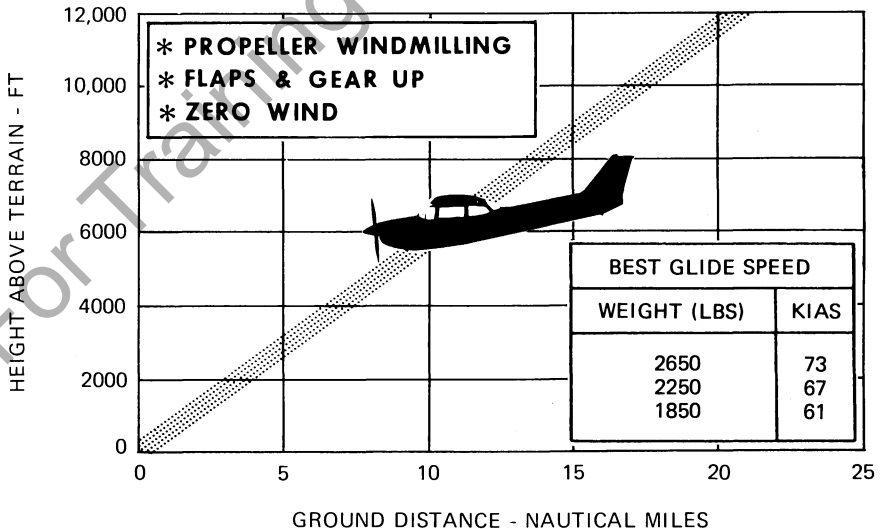 For Training
* PROPELLER WINDMILLING
* FLAPS & GEAR UP
* ZERO WIND
HEIGHT ABOVE TERRAIN - FT
12,000
10,000
8000
6000
4000
2000
0
BEST GLIDE SPEED
WEIGHT (LBS) KIAS
2650 73
2250 67
1850 61
0 5 10 15 20 25
GROUND DISTANCE - NAUTICAL MILES